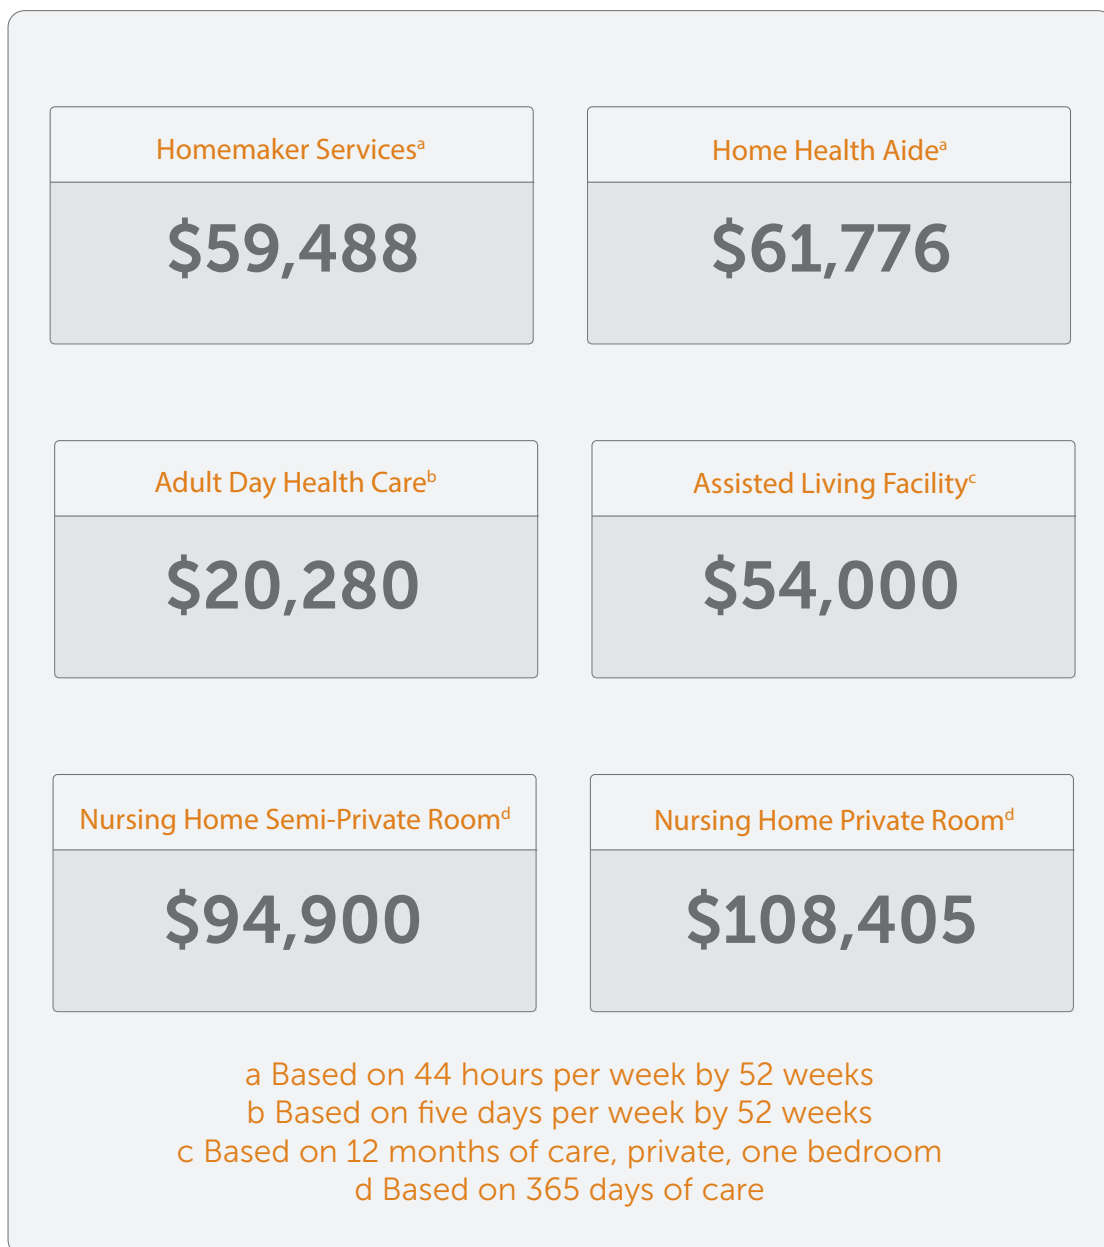 Homemaker Servicesᵃ
Home Health Aideᵃ
$59,488
$61,776
Adult Day Health Careᵇ
Assisted Living Facilityᶜ
$20,280
$54,000
Nursing Home Semi-Private Roomᵈ
Nursing Home Private Roomᵈ
$94,900
$108,405
a Based on 44 hours per week by 52 weeks
b Based on five days per week by 52 weeks
c Based on 12 months of care, private, one bedroom
d Based on 365 days of care